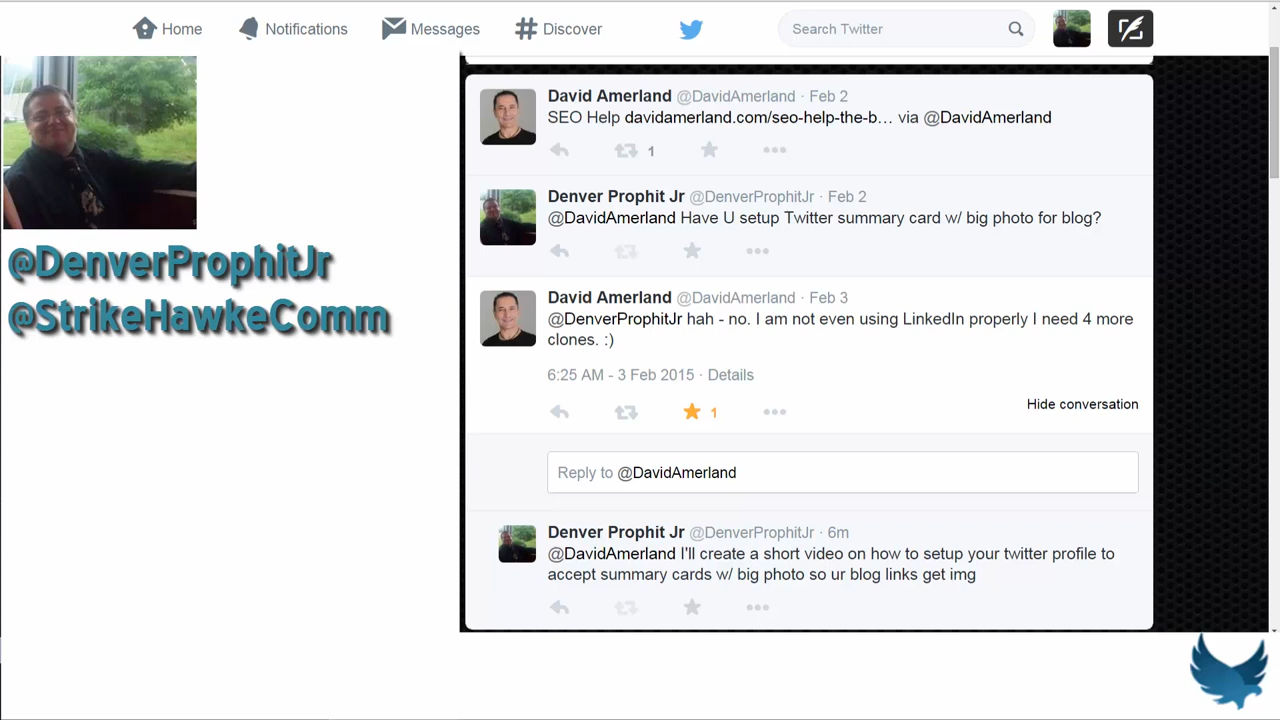 Home Notifications Messages # Discover Search Twitter
@DenverProphitJr
@StrikeHawkeComm
David Amerland @DavidAmerland · Feb 2
SEO Help davidamerland.com/seo-help-the-b… via @DavidAmerland
1
Denver Prophit Jr @DenverProphitJr · Feb 2
@DavidAmerland Have U setup Twitter summary card w/ big photo for blog?
David Amerland @DavidAmerland · Feb 3
@DenverProphitJr hah - no. I am not even using LinkedIn properly I need 4 more
clones. :)
6:25 AM - 3 Feb 2015 · Details
1
Hide conversation
Reply to @DavidAmerland
Denver Prophit Jr @DenverProphitJr · 6m
@DavidAmerland I'll create a short video on how to setup your twitter profile to
accept summary cards w/ big photo so ur blog links get img